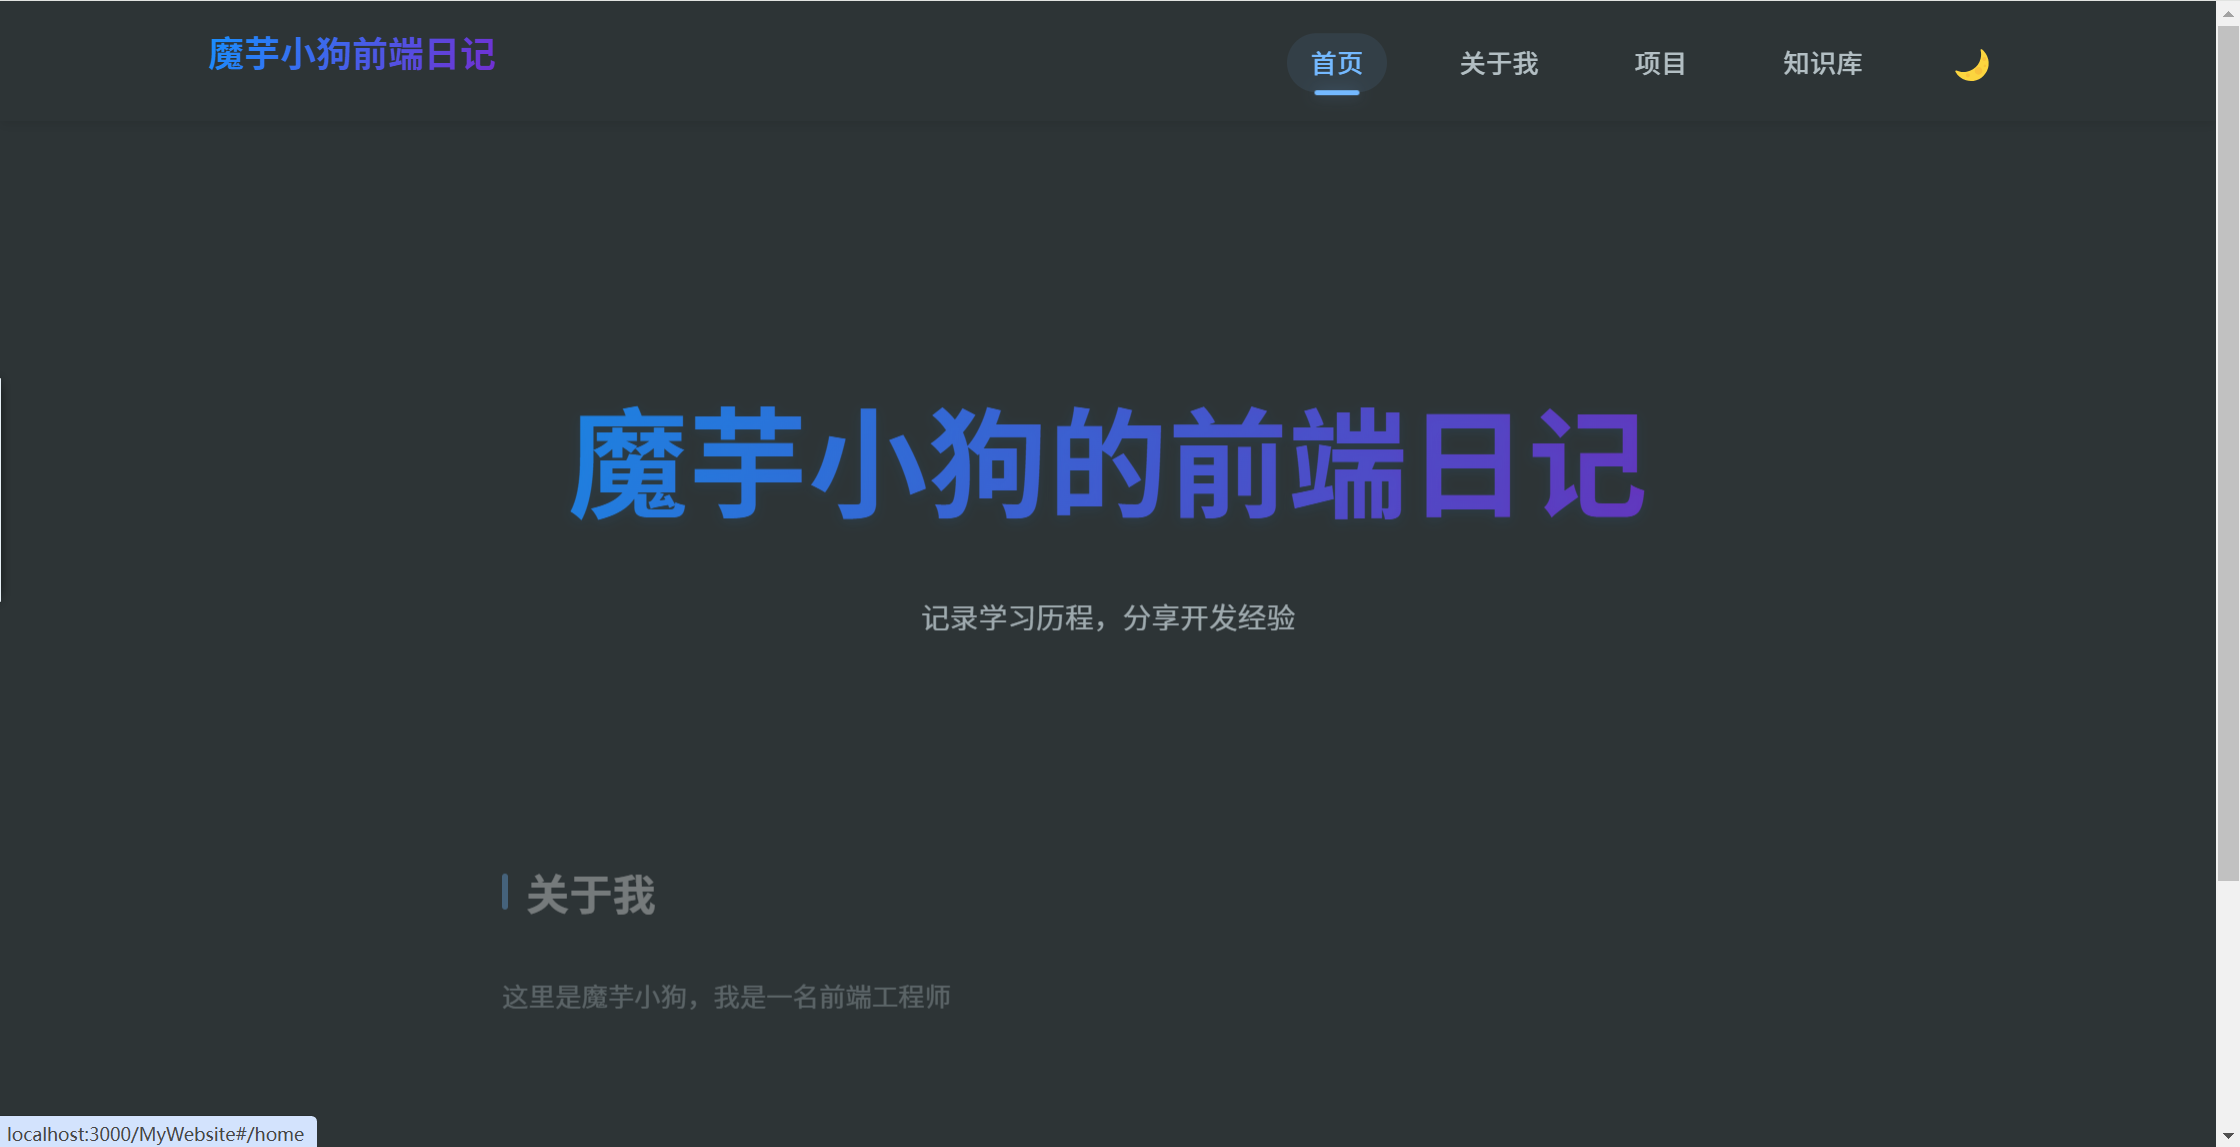 魔芋小狗前端日记
首页
关于我
项目
知识库
魔芋小狗的前端日记
记录学习历程，分享开发经验
关于我
这里是魔芋小狗，我是一名前端工程师
localhost:3000/MyWebsite#/home